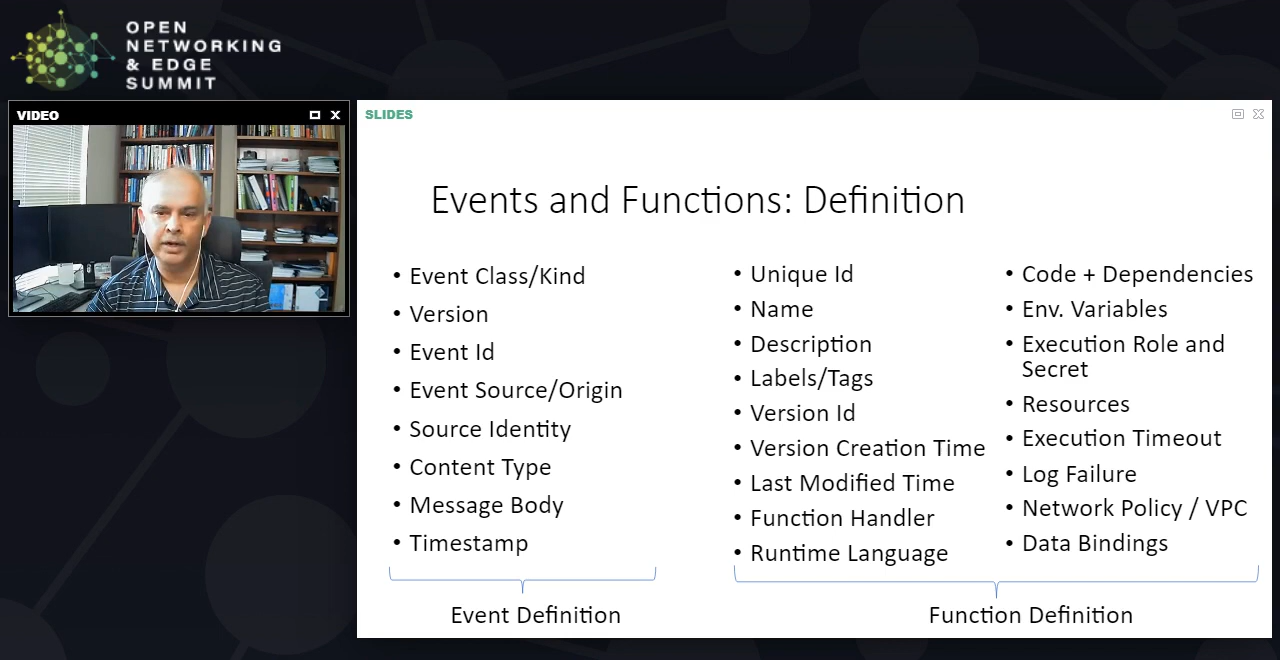 OPEN
NETWORKING
& EDGE
SUMMIT
VIDEO
SLIDES
Events and Functions: Definition
• Event Class/Kind
• Version
• Event Id
• Event Source/Origin
• Source Identity
• Content Type
• Message Body
• Timestamp
Event Definition
• Unique Id
• Name
• Description
• Labels/Tags
• Version Id
• Version Creation Time
• Last Modified Time
• Function Handler
• Runtime Language
• Code + Dependencies
• Env. Variables
• Execution Role and
Secret
• Resources
• Execution Timeout
• Log Failure
• Network Policy / VPC
• Data Bindings
Function Definition